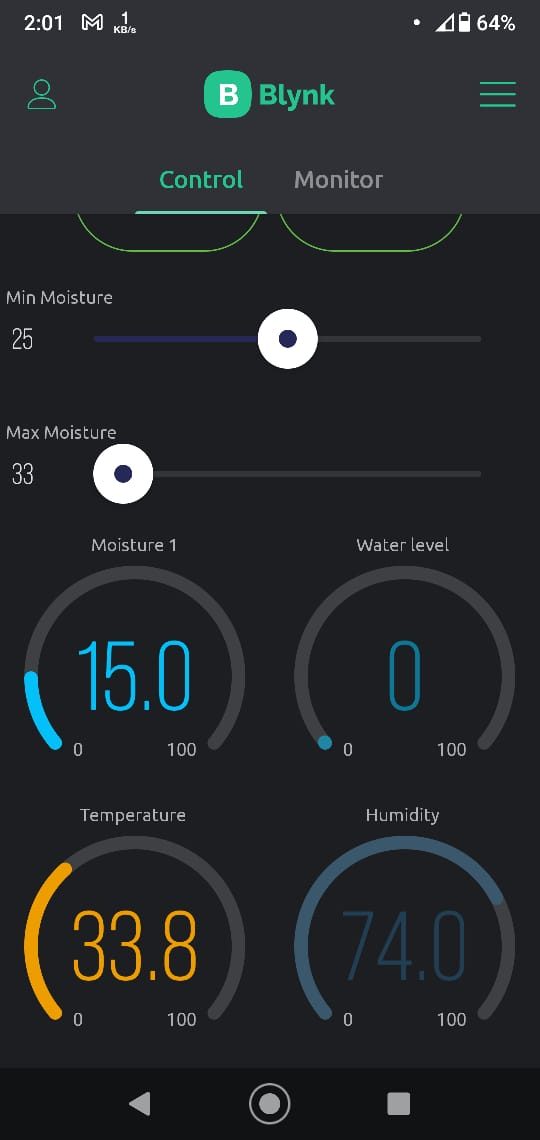 2:01 1 KB/s 64%
B Blynk
Control Monitor
Min Moisture
25
Max Moisture
33
Moisture 1 Water level
15.0 0
0 100 0 100
Temperature Humidity
33.8 74.0
0 100 0 100